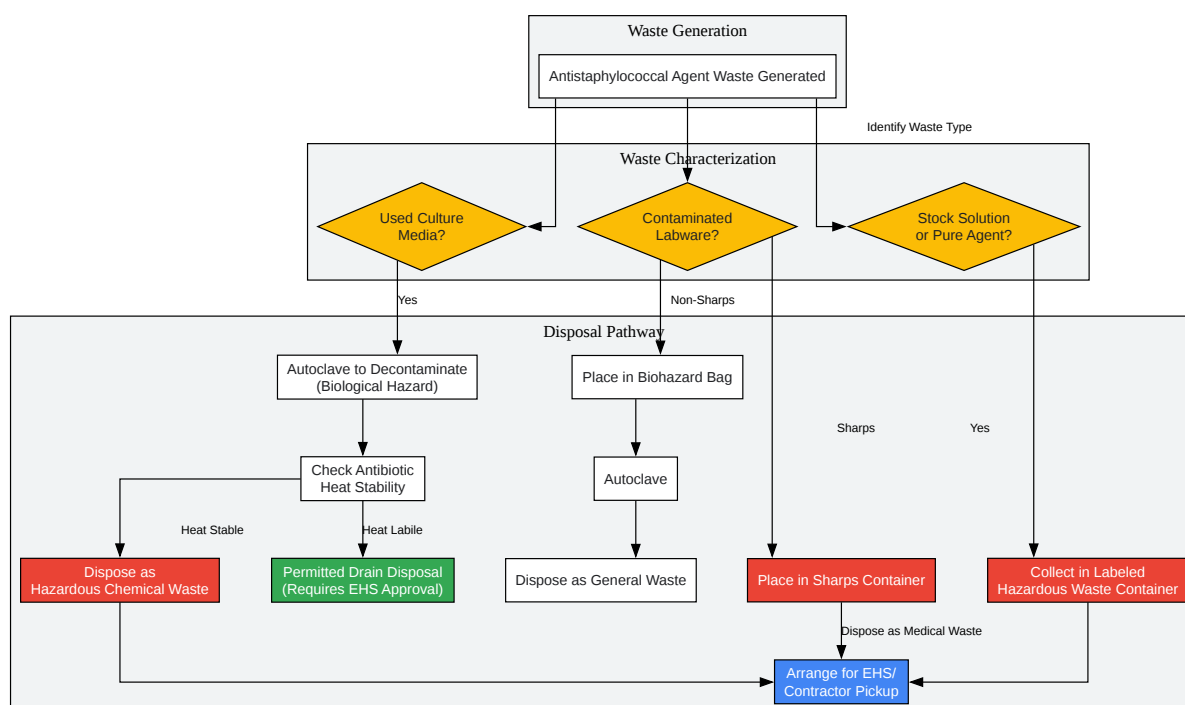 Waste Generation
Antistaphylococcal Agent Waste Generated
Identify Waste Type
Waste Characterization
Used Culture
Media?
Contaminated
Labware?
Stock Solution
or Pure Agent?
Yes
Non-Sharps
Disposal Pathway
Autoclave to Decontaminate
(Biological Hazard)
Place in Biohazard Bag
Sharps
Yes
Check Antibiotic
Heat Stability
Autoclave
Heat Stable
Heat Labile
Dispose as
Hazardous Chemical Waste
Permitted Drain Disposal
(Requires EHS Approval)
Dispose as General Waste
Place in Sharps Container
Collect in Labeled
Hazardous Waste Container
Dispose as Medical Waste
Arrange for EHS/
Contractor Pickup